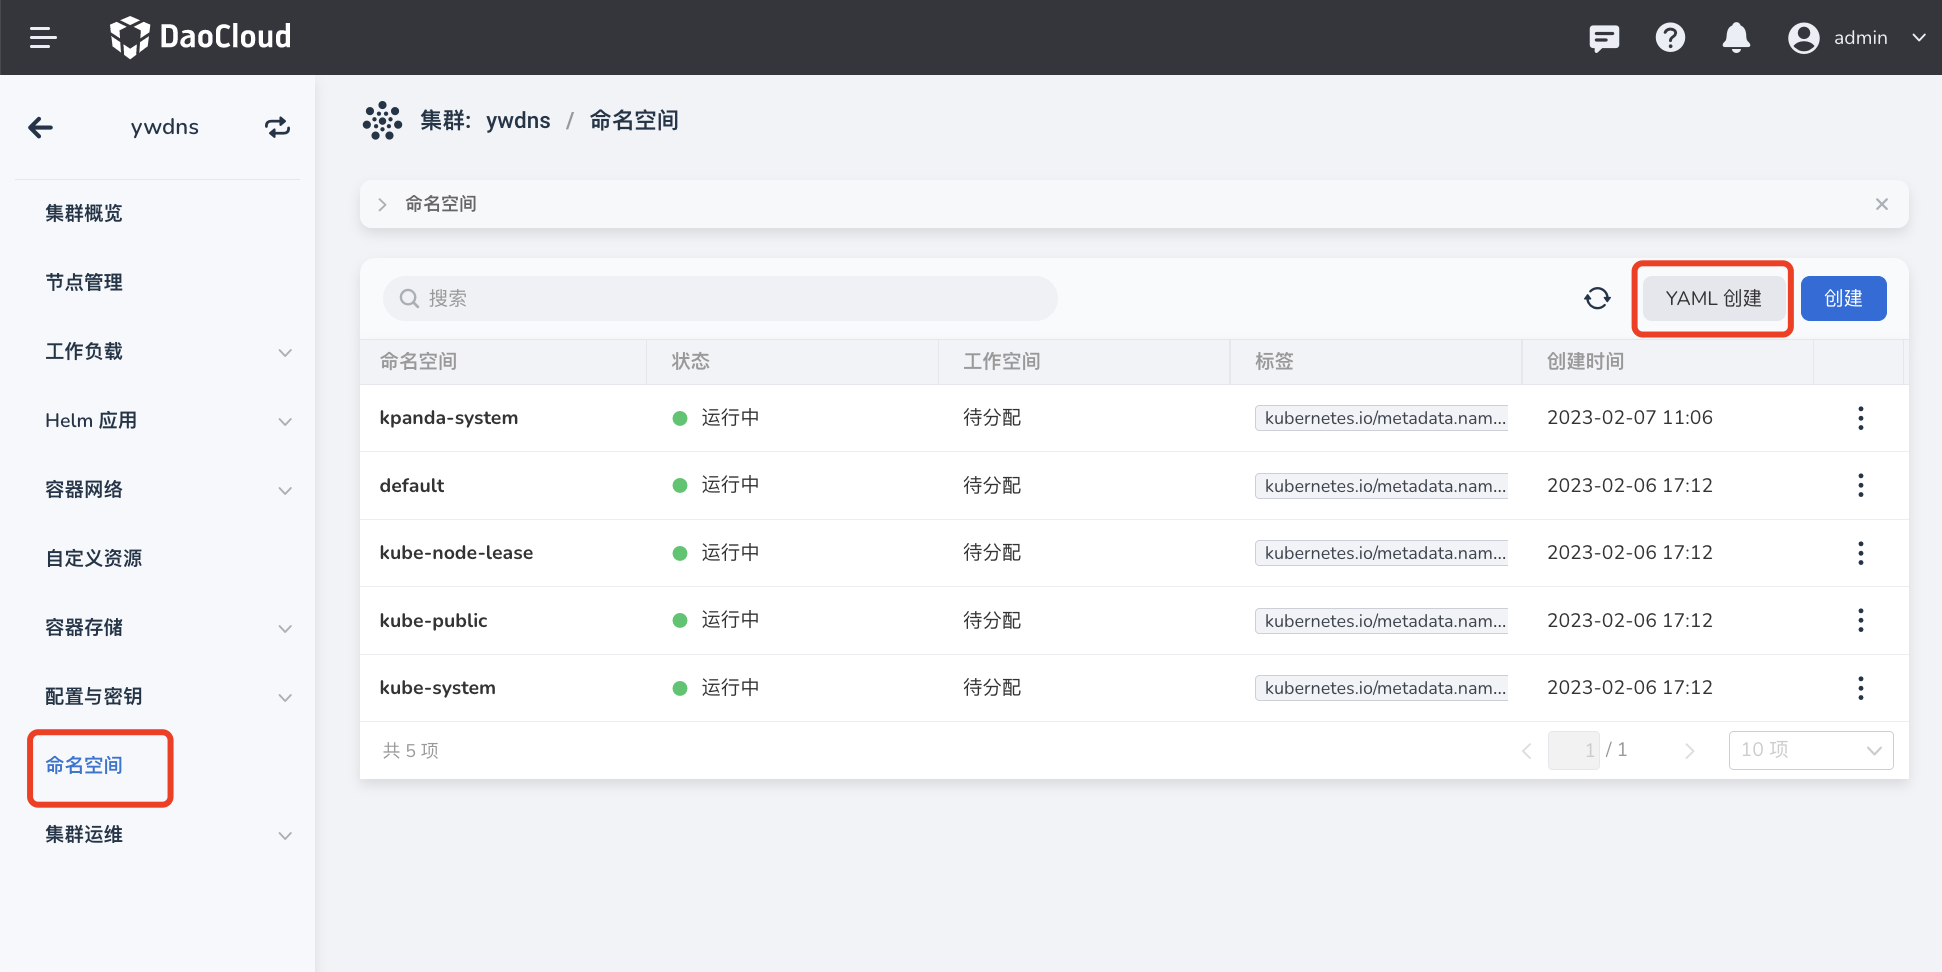 DaoCloud
admin
ywdns
集群概览
节点管理
工作负载
Helm 应用
容器网络
自定义资源
容器存储
配置与密钥
命名空间
集群运维
集群: ywdns / 命名空间
命名空间
搜索
YAML 创建
创建
命名空间 状态 工作空间 标签 创建时间
kpanda-system 运行中 待分配 kubernetes.io/metadata.nam... 2023-02-07 11:06
default 运行中 待分配 kubernetes.io/metadata.nam... 2023-02-06 17:12
kube-node-lease 运行中 待分配 kubernetes.io/metadata.nam... 2023-02-06 17:12
kube-public 运行中 待分配 kubernetes.io/metadata.nam... 2023-02-06 17:12
kube-system 运行中 待分配 kubernetes.io/metadata.nam... 2023-02-06 17:12
共 5 项
1 / 1
10 项